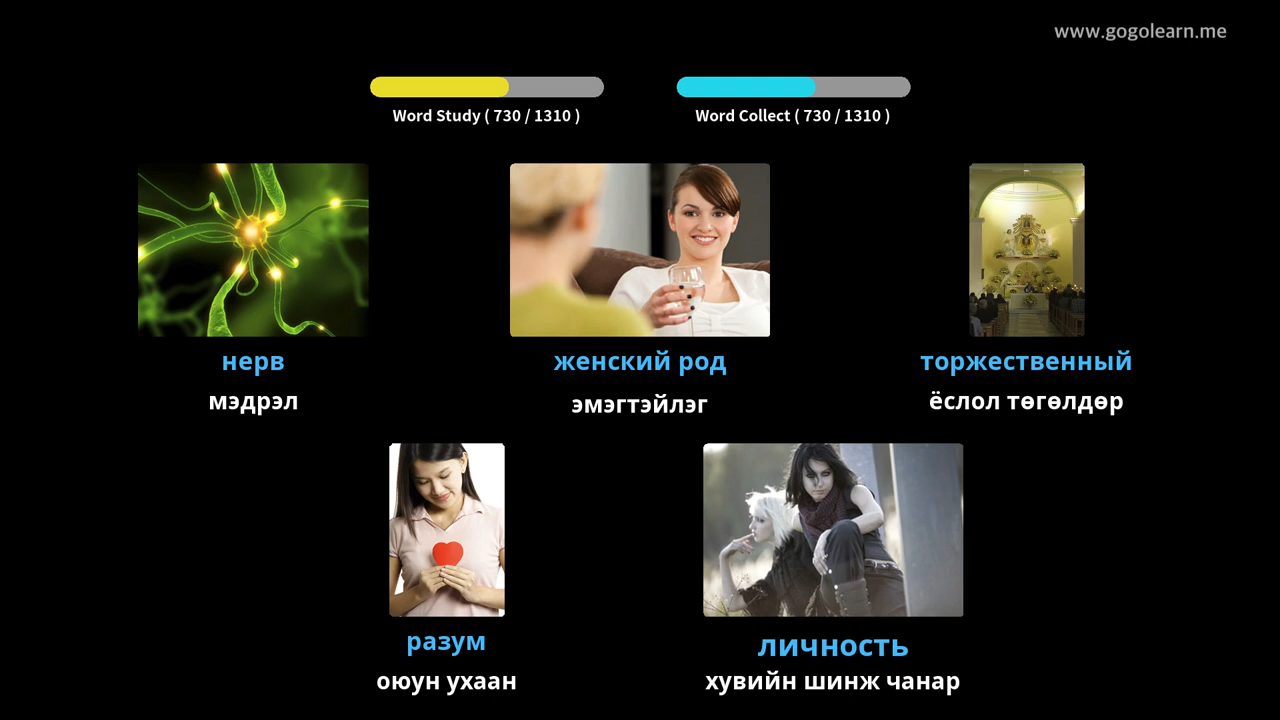 www.gogolearn.me
Word Study ( 730 / 1310 )
Word Collect ( 730 / 1310 )
нерв
женский род
торжественный
мэдрэл
эмэгтэйлэг
ёслол төгөлдөр
разум
личность
оюун ухаан
хувийн шинж чанар